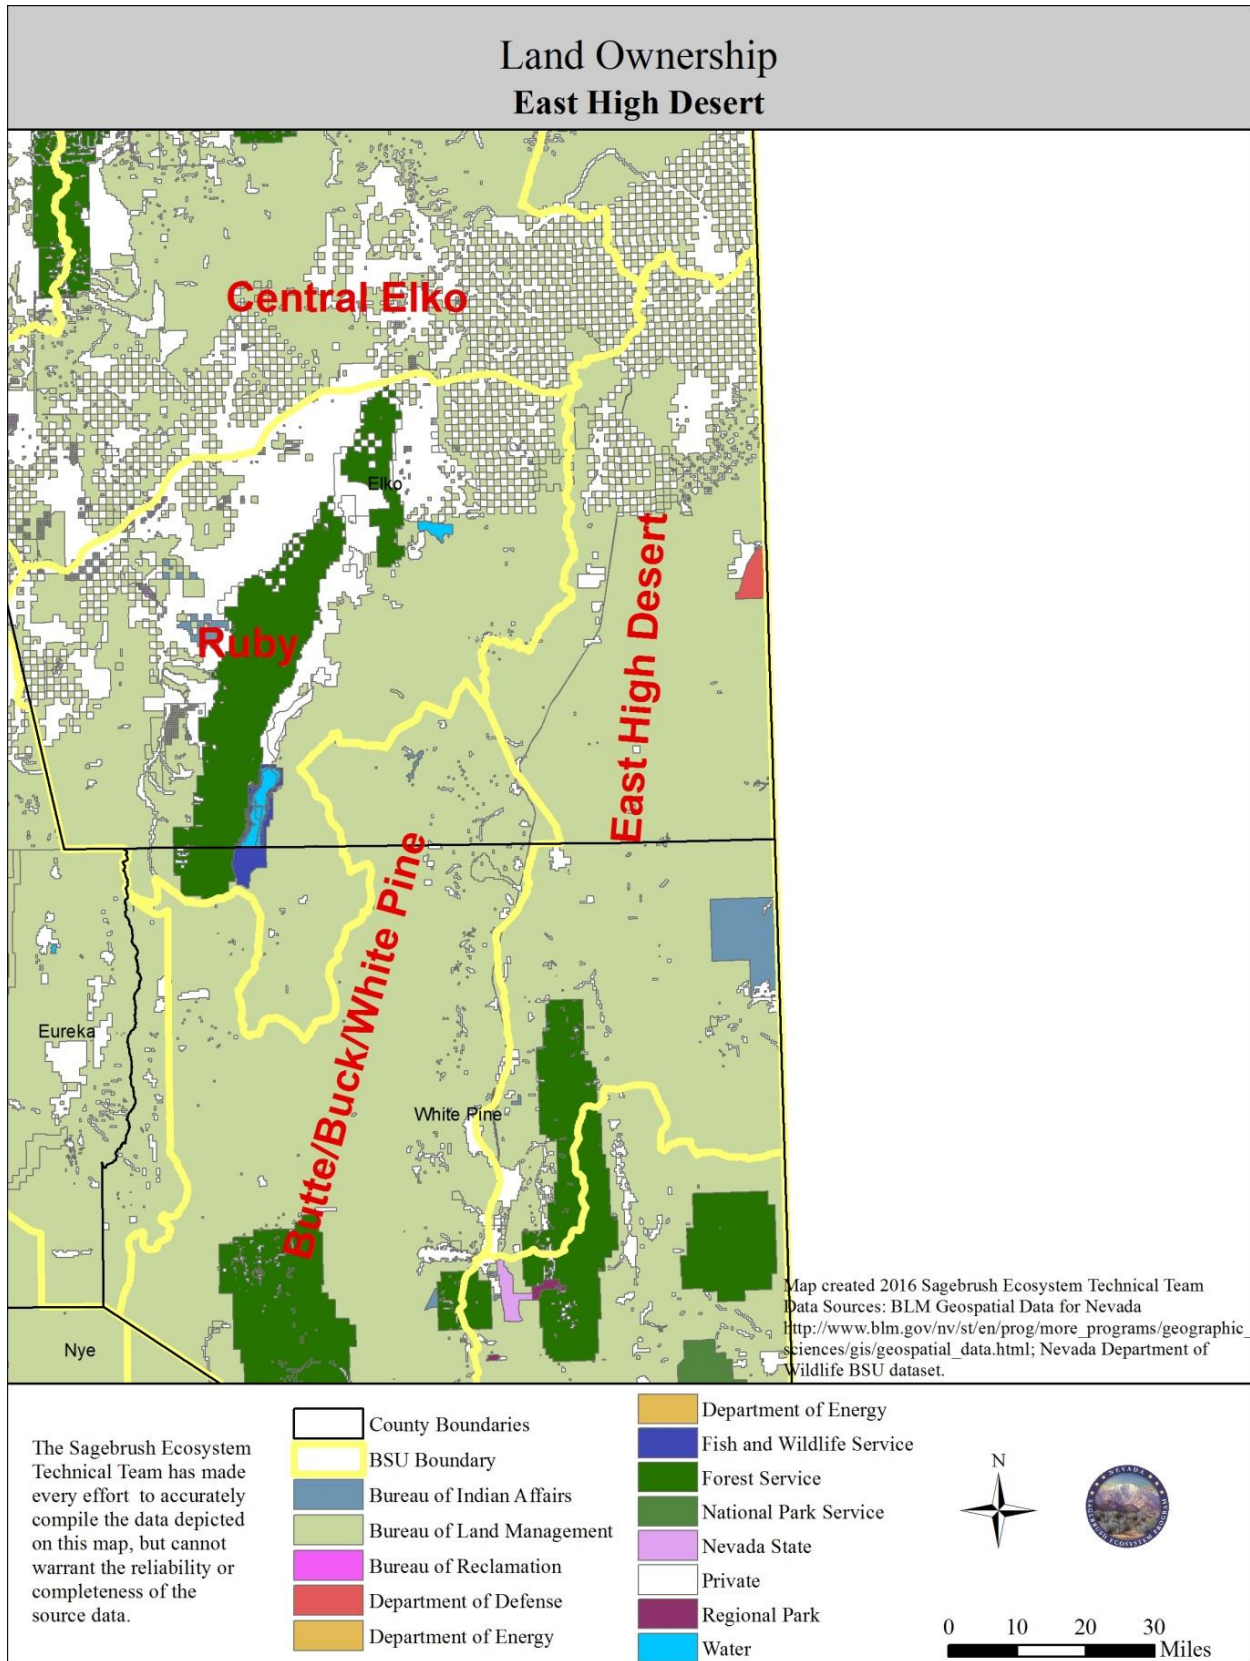 Land Ownership
East High Desert
Central Elko
Elko
Ruby
East High Desert
Butte/Buck/White Pine
Eureka
White Pine
Nye
Map created 2016 Sagebrush Ecosystem Technical Team
Data Sources: BLM Geospatial Data for Nevada
http://www.blm.gov/nv/st/en/prog/more_programs/geographic_
sciences/gis/geospatial_data.html; Nevada Department of
Wildlife BSU dataset.
The Sagebrush Ecosystem
Technical Team has made
every effort to accurately
compile the data depicted
on this map, but cannot
warrant the reliability or
completeness of the
source data.
County Boundaries
BSU Boundary
Bureau of Indian Affairs
Bureau of Land Management
Bureau of Reclamation
Department of Defense
Department of Energy
Department of Energy
Fish and Wildlife Service
Forest Service
National Park Service
Nevada State
Private
Regional Park
Water
N
NEVADA
SAGEBRUSH ECOSYSTEM PROGRAM
0 10 20 30
Miles